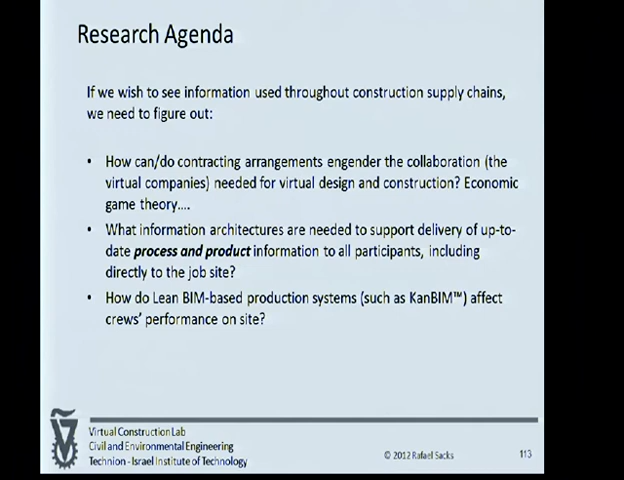 Research Agenda
If we wish to see information used throughout construction supply chains,
we need to figure out:
• How can/do contracting arrangements engender the collaboration (the
virtual companies) needed for virtual design and construction? Economic
game theory....
• What information architectures are needed to support delivery of up-to-
date process and product information to all participants, including
directly to the job site?
• How do Lean BIM-based production systems (such as KanBIM™) affect
crews' performance on site?
Virtual Construction Lab
Civil and Environmental Engineering
Technion - Israel Institute of Technology
© 2012 Rafael Sacks
113